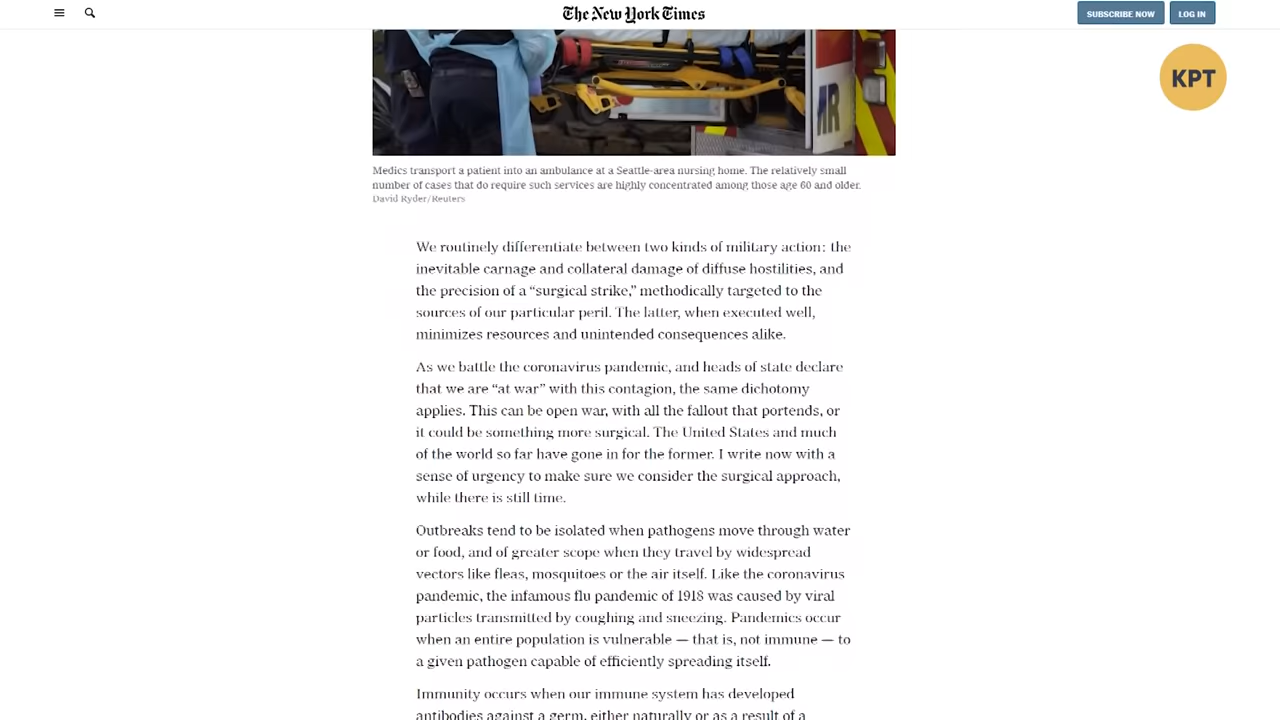 The New York Times
SUBSCRIBE NOW
LOG IN
KPT
Medics transport a patient into an ambulance at a Seattle-area nursing home. The relatively small
number of cases that do require such services are highly concentrated among those age 60 and older.
David Ryder/Reuters
We routinely differentiate between two kinds of military action: the
inevitable carnage and collateral damage of diffuse hostilities, and
the precision of a “surgical strike,” methodically targeted to the
sources of our particular peril. The latter, when executed well,
minimizes resources and unintended consequences alike.
As we battle the coronavirus pandemic, and heads of state declare
that we are “at war” with this contagion, the same dichotomy
applies. This can be open war, with all the fallout that portends, or
it could be something more surgical. The United States and much
of the world so far have gone in for the former. I write now with a
sense of urgency to make sure we consider the surgical approach,
while there is still time.
Outbreaks tend to be isolated when pathogens move through water
or food, and of greater scope when they travel by widespread
vectors like fleas, mosquitoes or the air itself. Like the coronavirus
pandemic, the infamous flu pandemic of 1918 was caused by viral
particles transmitted by coughing and sneezing. Pandemics occur
when an entire population is vulnerable — that is, not immune — to
a given pathogen capable of efficiently spreading itself.
Immunity occurs when our immune system has developed
antibodies against a germ, either naturally or as a result of a